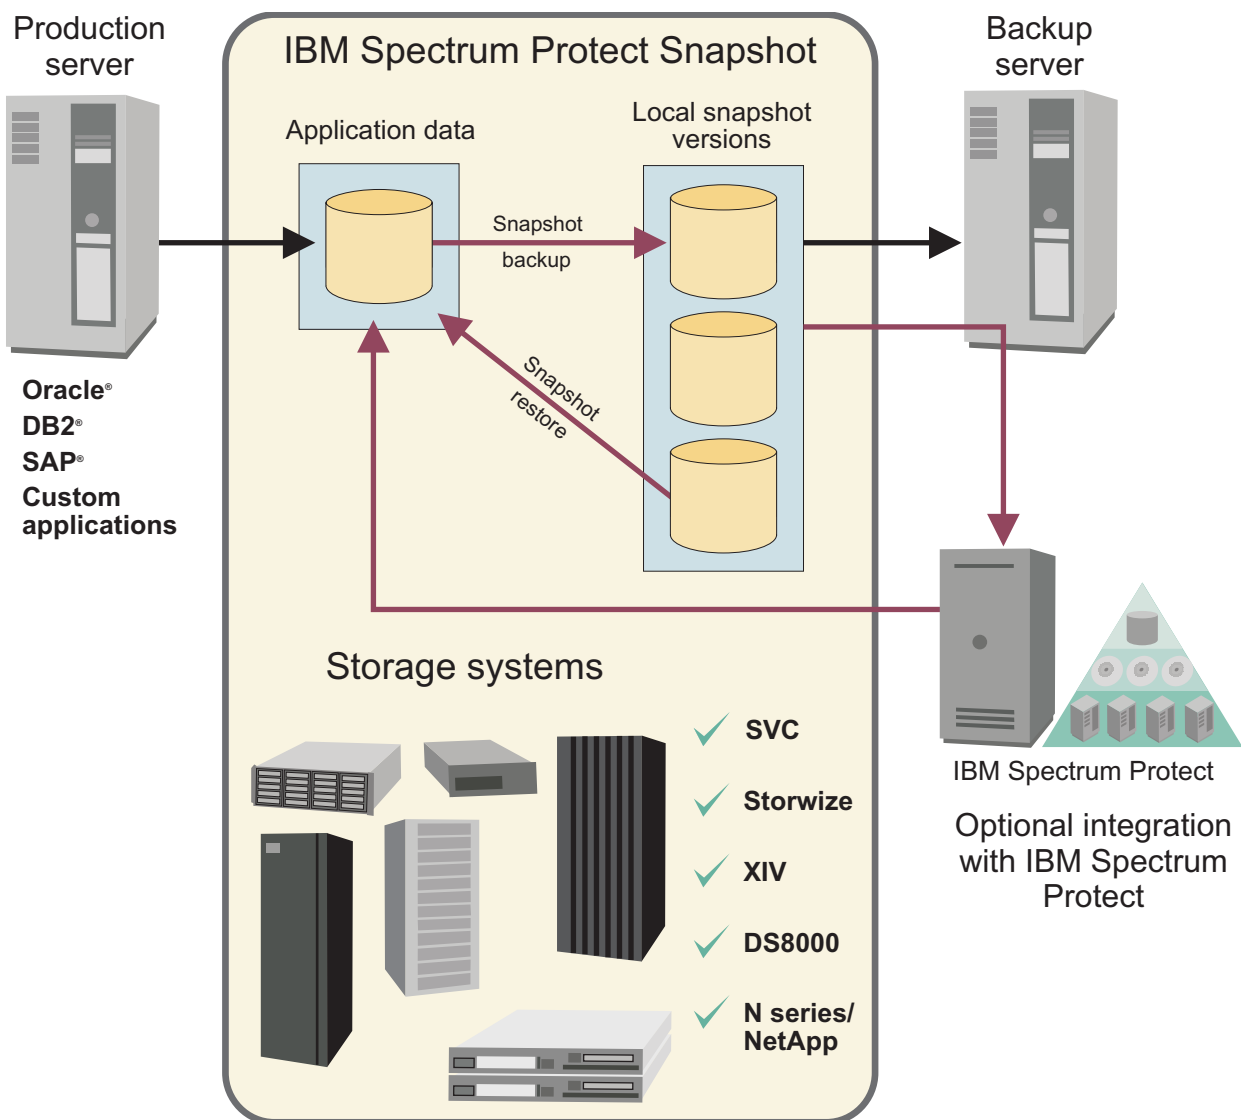 Production
server
IBM Spectrum Protect Snapshot
Backup
server
Application data
Local snapshot
versions
Snapshot
backup
Snapshot
restore
Oracle®
DB2®
SAP®
Custom
applications
Storage systems
SVC
Storwize
XIV
DS8000
N series/
NetApp
IBM Spectrum Protect
Optional integration
with IBM Spectrum
Protect